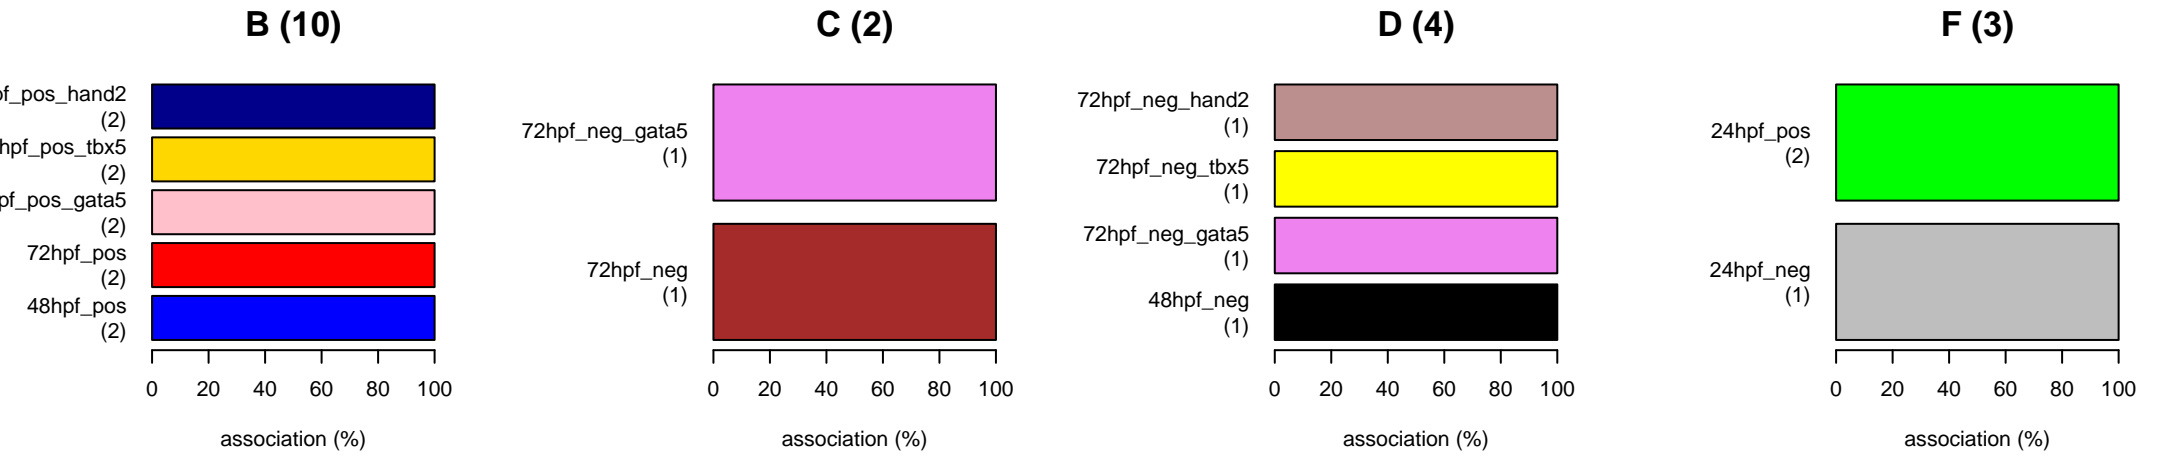 B (10)
C (2)
D (4)
F (3)
pf_pos_hand2
(2)
hpf_pos_tbx5
(2)
pf_pos_gata5
(2)
72hpf_pos
(2)
48hpf_pos
(2)
0 20 40 60 80 100
association (%)
72hpf_neg_gata5
(1)
72hpf_neg
(1)
0 20 40 60 80 100
association (%)
72hpf_neg_hand2
(1)
72hpf_neg_tbx5
(1)
72hpf_neg_gata5
(1)
48hpf_neg
(1)
0 20 40 60 80 100
association (%)
24hpf_pos
(2)
24hpf_neg
(1)
0 20 40 60 80 100
association (%)